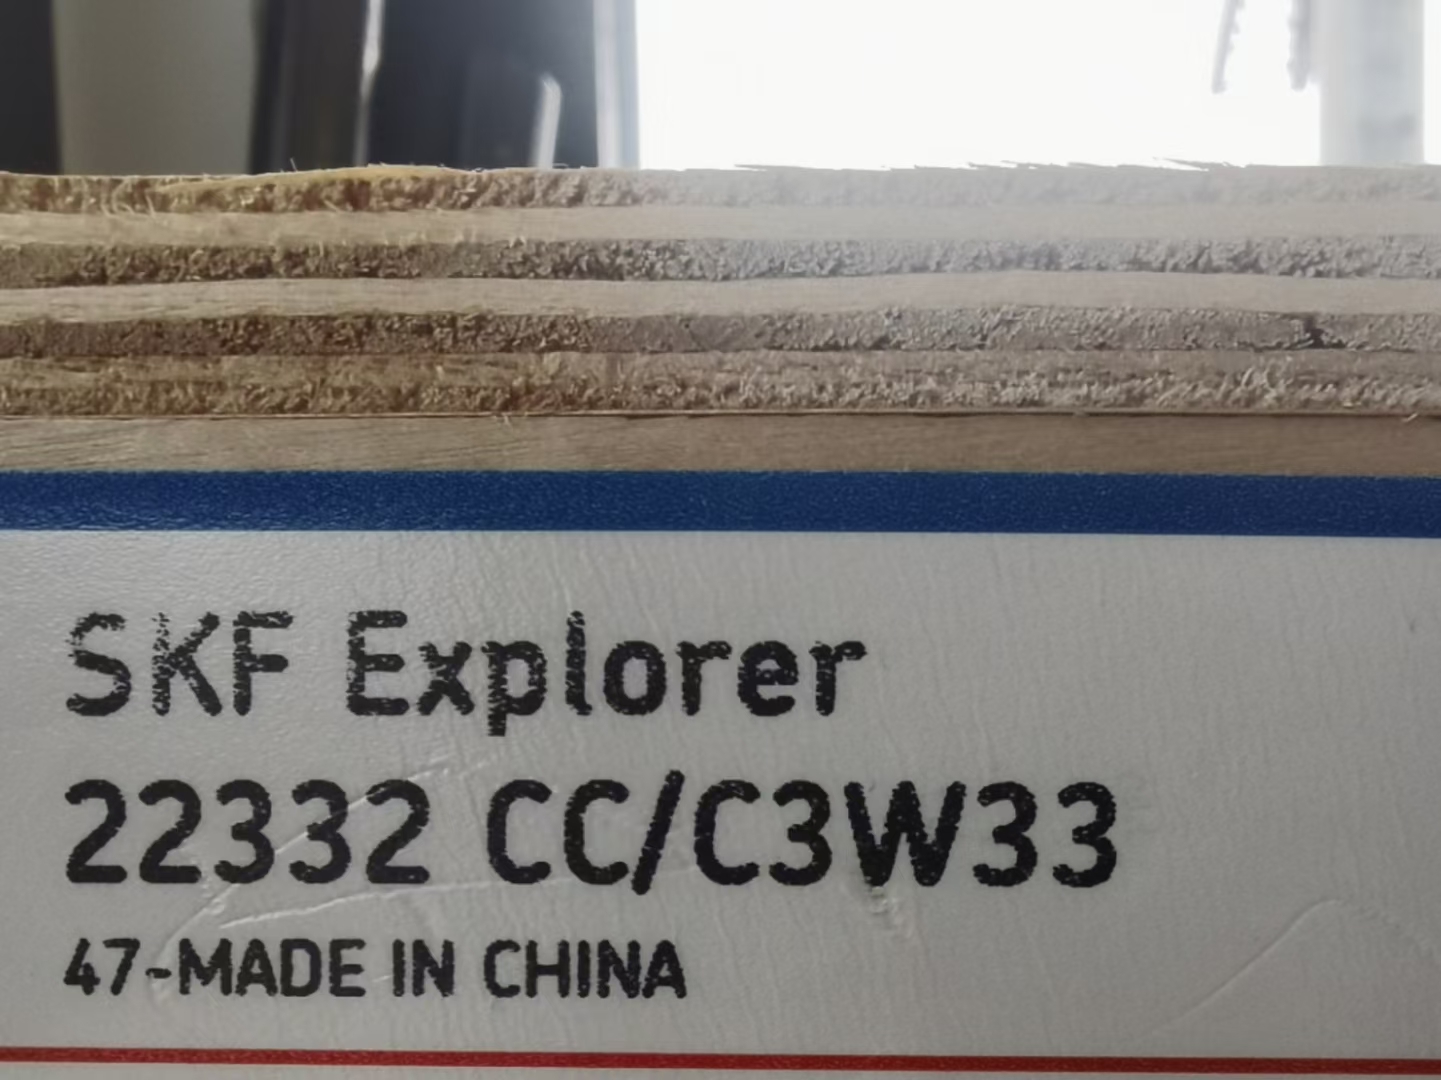 SKF Explorer
22332 CC/C3W33
47-MADE IN CHINA